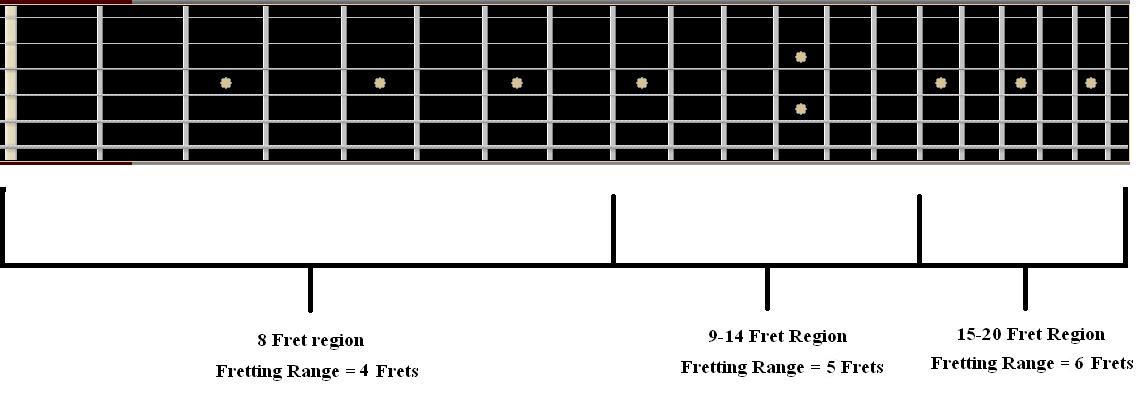 8 Fret region
Fretting Range = 4 Frets
9-14 Fret Region
Fretting Range = 5 Frets
15-20 Fret Region
Fretting Range = 6 Frets